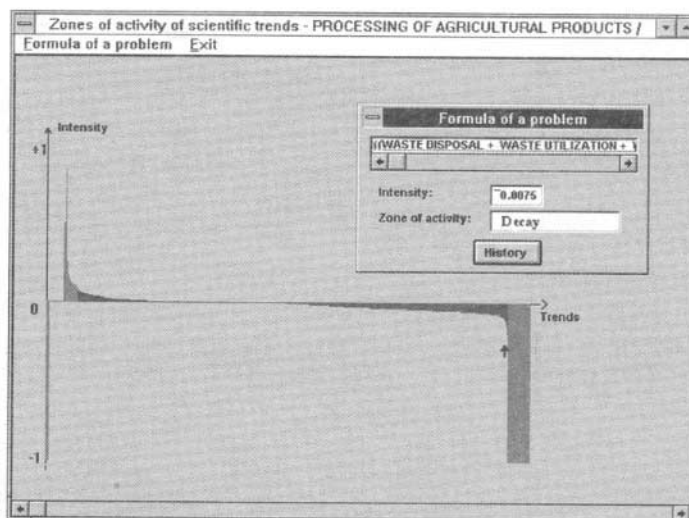 Zones of activity of scientific trends - PROCESSING OF AGRICULTURAL PRODUCTS /
Formula of a problem Exit
Intensity
+1
0
-1
Trends
Formula of a problem
((WASTE DISPOSAL + WASTE UTILIZATION +
Intensity: -0.0075
Zone of activity: Decay
History